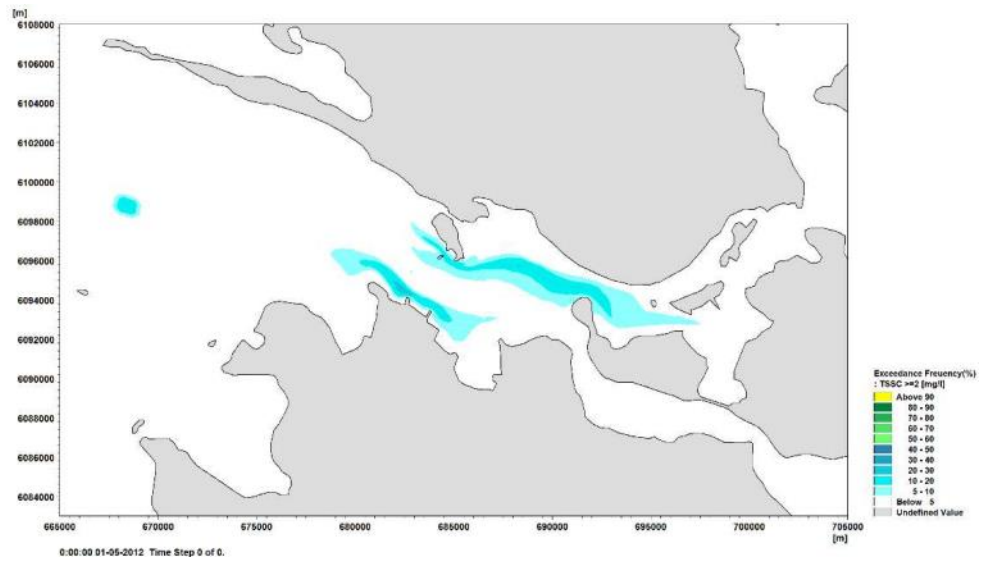 [m]
6108000
6106000
6104000
6102000
6100000
6098000
6096000
6094000
6092000
6090000
6088000
6086000
6084000
665000 670000 675000 680000 685000 690000 695000 700000 705000
[m]
Exceedance Freuency(%)
: TSSC >=2 [mg/l]
Above 90
80 - 90
70 - 80
60 - 70
50 - 60
40 - 50
30 - 40
20 - 30
10 - 20
5 - 10
Below 5
Undefined Value
0:00:00 01-05-2012 Time Step 0 of 0.